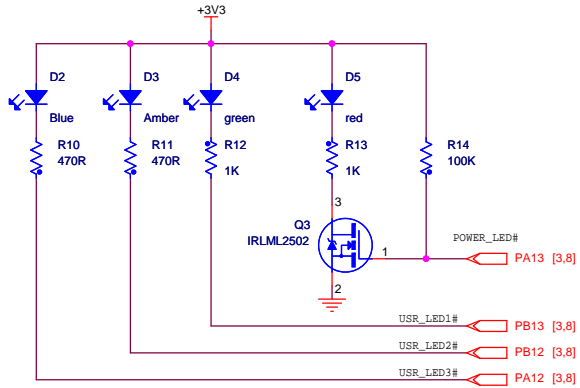 +3V3
D2
D3
D4
D5
Blue
Amber
green
red
R10
470R
R11
470R
R12
1K
R13
1K
R14
100K
3
Q3
IRLML2502
1
2
POWER_LED#
PA13 [3,8]
USR_LED1#
PB13 [3,8]
USR_LED2#
PB12 [3,8]
USR_LED3#
PA12 [3,8]